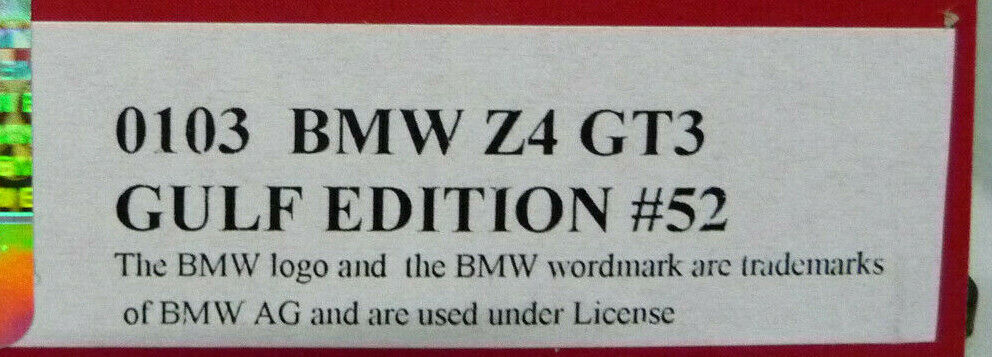 0103 BMW Z4 GT3
GULF EDITION #52
The BMW logo and the BMW wordmark are trademarks
of BMW AG and are used under License